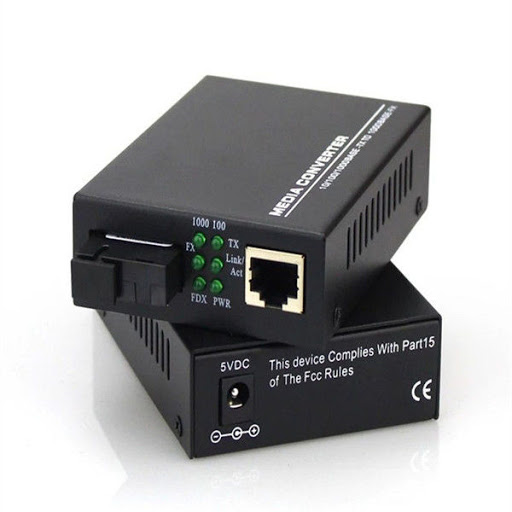 MEDIA CONVERTER
10/100/1000BASE-TX TO 1000BASE-FX
1000 100
FX TX
Link/
Act
FDX PWR
5VDC
This device Complies With Part15
of The Fcc Rules
CE